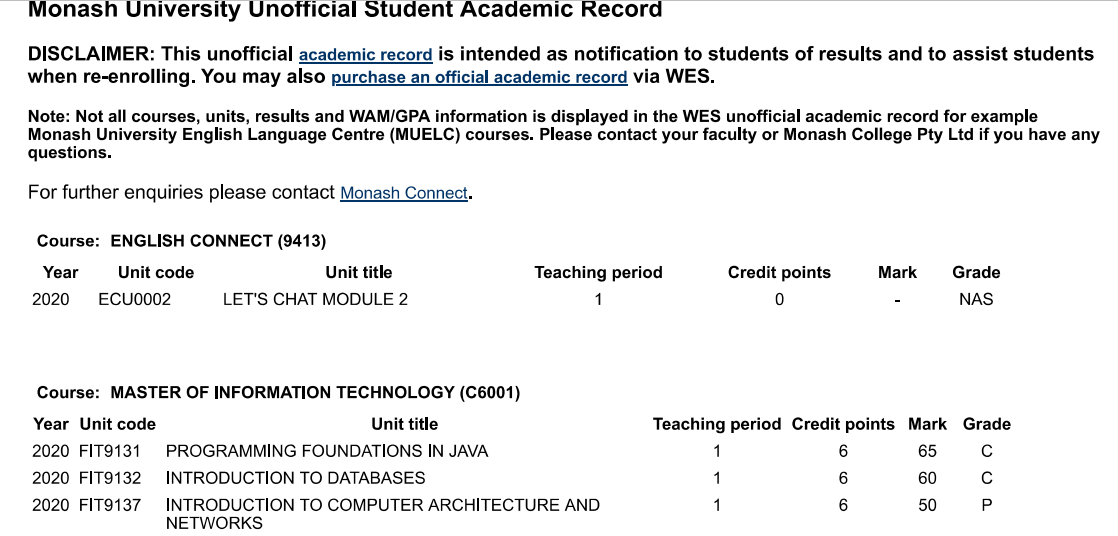 Monash University Unofficial Student Academic Record
DISCLAIMER: This unofficial academic record is intended as notification to students of results and to assist students
when re-enrolling. You may also purchase an official academic record via WES.
Note: Not all courses, units, results and WAM/GPA information is displayed in the WES unofficial academic record for example
Monash University English Language Centre (MUELC) courses. Please contact your faculty or Monash College Pty Ltd if you have any
questions.
For further enquiries please contact Monash Connect.
Course: ENGLISH CONNECT (9413)
Year Unit code Unit title Teaching period Credit points Mark Grade
2020 ECU0002 LET'S CHAT MODULE 2 1 0 - NAS
Course: MASTER OF INFORMATION TECHNOLOGY (C6001)
Year Unit code Unit title Teaching period Credit points Mark Grade
2020 FIT9131 PROGRAMMING FOUNDATIONS IN JAVA 1 6 65 C
2020 FIT9132 INTRODUCTION TO DATABASES 1 6 60 C
2020 FIT9137 INTRODUCTION TO COMPUTER ARCHITECTURE AND 1 6 50 P
NETWORKS